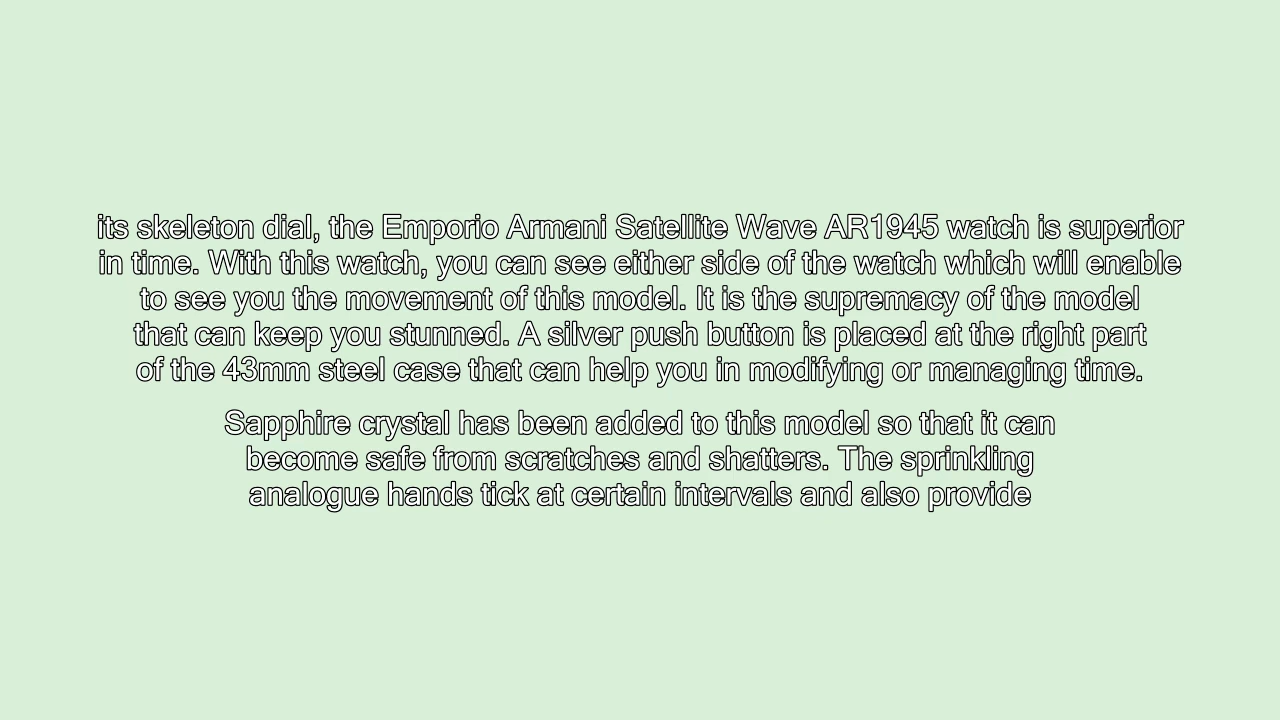 its skeleton dial, the Emporio Armani Satellite Wave AR1945 watch is superior
in time. With this watch, you can see either side of the watch which will enable
to see you the movement of this model. It is the supremacy of the model
that can keep you stunned. A silver push button is placed at the right part
of the 43mm steel case that can help you in modifying or managing time.
Sapphire crystal has been added to this model so that it can
become safe from scratches and shatters. The sprinkling
analogue hands tick at certain intervals and also provide